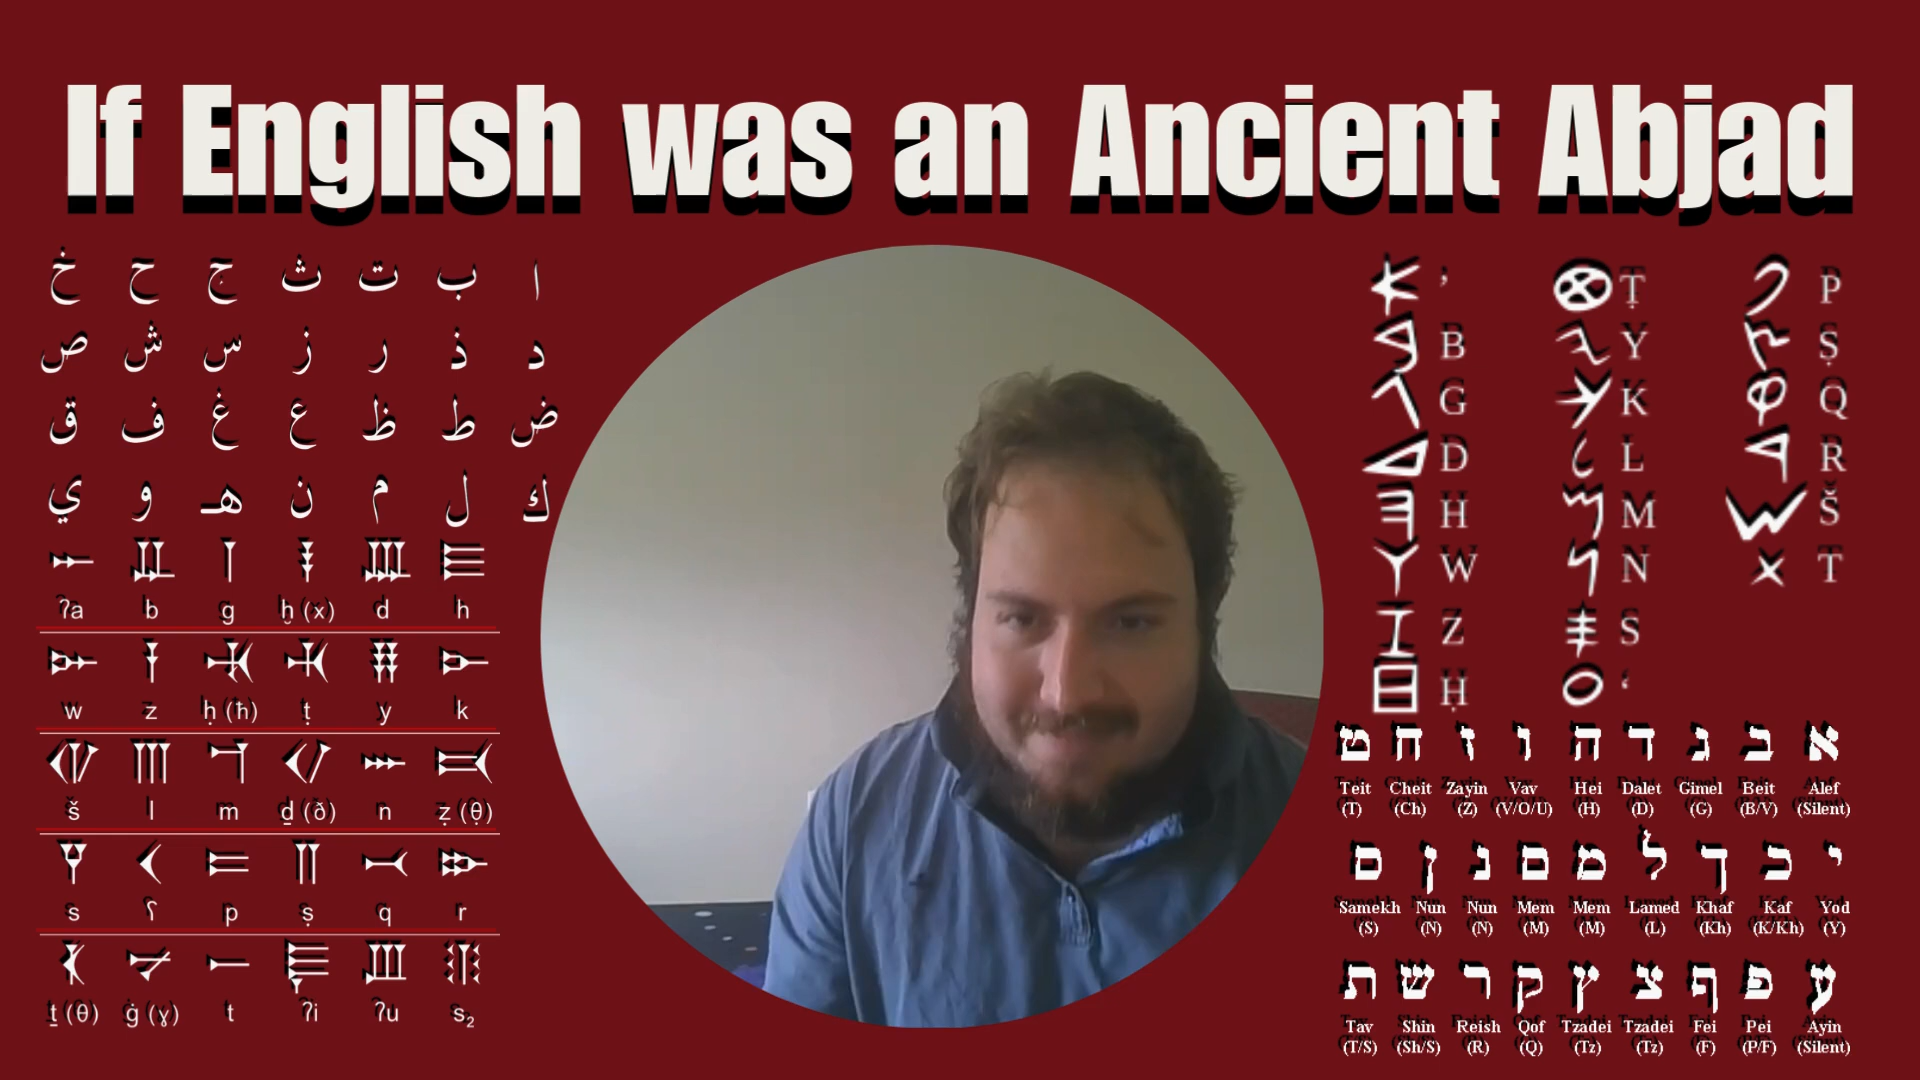 If English was an Ancient Abjad
خ ح ج ث ت ب ا
ص ش س ز ر ذ د
ق ف غ ع ظ ط ض
ي و هـ ن م ل ك
𐎀 𐎁 𐎂 𐎃 𐎄 𐎅
ʔa b g ḫ (x) d h
𐎆 𐎇 𐎈 𐎉 𐎊 𐎋
w z ḥ (ħ) ṭ y k
𐎌 𐎍 𐎎 𐎏 𐎐 𐎑
š l m ḏ (ð) n ẓ (θ)
𐎒 𐎓 𐎔 𐎕 𐎖 𐎗
s ʕ p ṣ q r
𐎘 𐎙 𐎚 𐎛 𐎜 𐎝
ṯ (θ) ġ (ɣ) t ʔi ʔu s₂
𐤀 ’ 𐤈 Ṭ 𐤐 P
𐤁 B 𐤉 Y 𐤑 Ṣ
𐤂 G 𐤊 K 𐤒 Q
𐤃 D 𐤋 L 𐤓 R
𐤄 H 𐤌 M 𐤔 Š
𐤅 W 𐤍 N 𐤕 T
𐤆 Z 𐤎 S
𐤇 Ḥ 𐤏 ‘
ט ח ז ו ה ד ג ב א
Teit Cheit Zayin Vav Hei Dalet Gimel Beit Alef
(T) (Ch) (Z) (V/O/U) (H) (D) (G) (B/V) (Silent)
ם ן נ ם מ ל ך כ י
Samekh Nun Nun Mem Mem Lamed Khaf Kaf Yod
(S) (N) (N) (M) (M) (L) (Kh) (K/Kh) (Y)
ת ש ר ק ץ צ ף פ ע
Tav Shin Reish Qof Tzadei Tzadei Fei Pei Ayin
(T/S) (Sh/S) (R) (Q) (Tz) (Tz) (F) (P/F) (Silent)